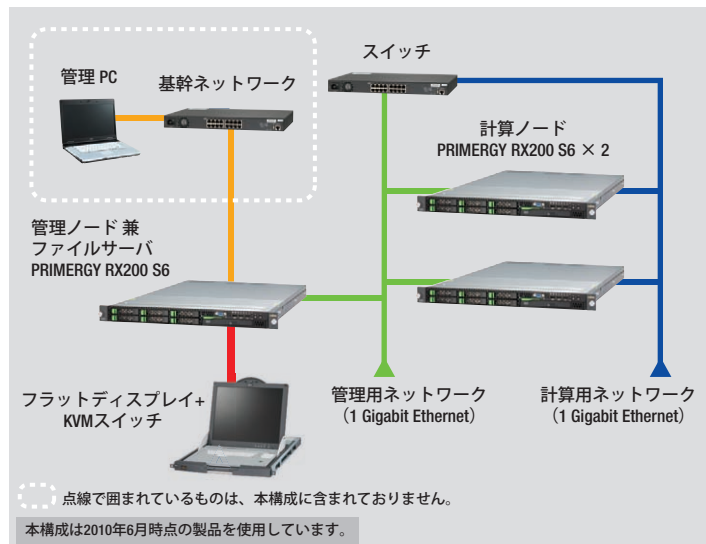 管理 PC
基幹ネットワーク
スイッチ
計算ノード
PRIMERGY RX200 S6 × 2
管理ノード 兼
ファイルサーバ
PRIMERGY RX200 S6
フラットディスプレイ+
KVMスイッチ
管理用ネットワーク
（1 Gigabit Ethernet）
計算用ネットワーク
（1 Gigabit Ethernet）
点線で囲まれているものは、本構成に含まれておりません。
本構成は2010年6月時点の製品を使用しています。